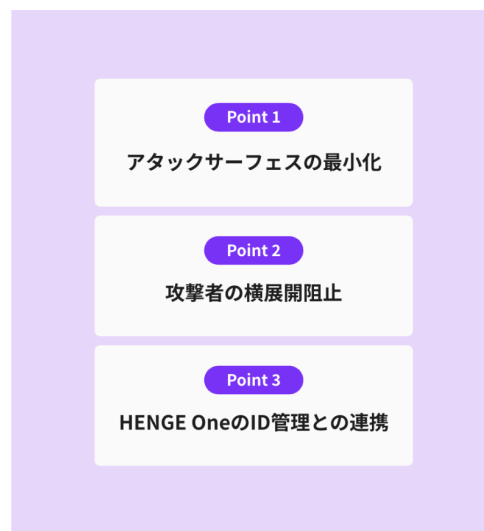 Point 1
アタックサーフェスの最小化
Point 2
攻撃者の横展開阻止
Point 3
HENGE OneのID管理との連携